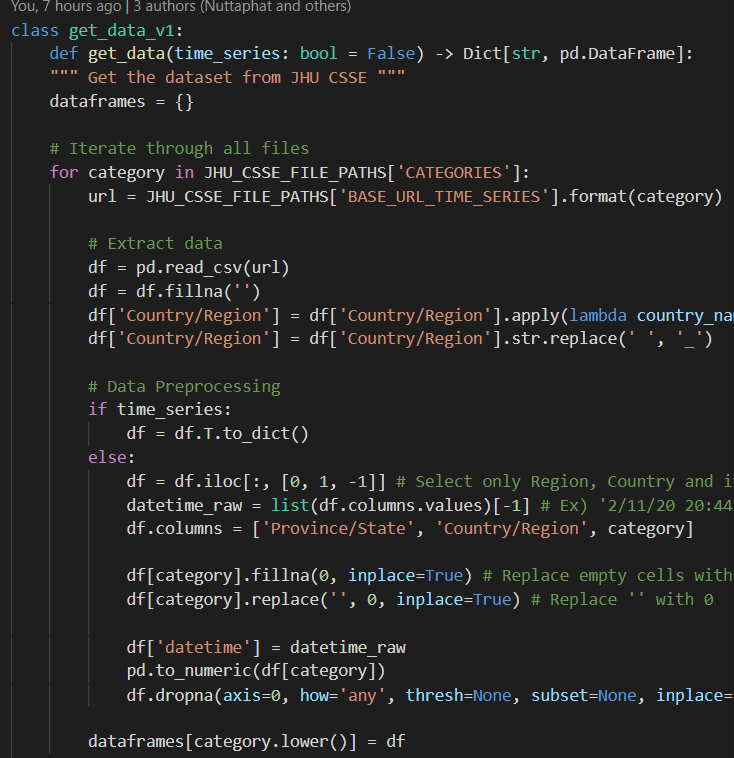 You, 7 hours ago | 3 authors (Nuttaphat and others)
class get_data_v1:
    def get_data(time_series: bool = False) -> Dict[str, pd.DataFrame]:
    """ Get the dataset from JHU CSSE """
    dataframes = {}

    # Iterate through all files
    for category in JHU_CSSE_FILE_PATHS['CATEGORIES']:
        url = JHU_CSSE_FILE_PATHS['BASE_URL_TIME_SERIES'].format(category)

        # Extract data
        df = pd.read_csv(url)
        df = df.fillna('')
        df['Country/Region'] = df['Country/Region'].apply(lambda country_na
        df['Country/Region'] = df['Country/Region'].str.replace(' ', '_')

        # Data Preprocessing
        if time_series:
            df = df.T.to_dict()
        else:
            df = df.iloc[:, [0, 1, -1]] # Select only Region, Country and i
            datetime_raw = list(df.columns.values)[-1] # Ex) '2/11/20 20:44
            df.columns = ['Province/State', 'Country/Region', category]

            df[category].fillna(0, inplace=True) # Replace empty cells with
            df[category].replace('', 0, inplace=True) # Replace '' with 0

            df['datetime'] = datetime_raw
            pd.to_numeric(df[category])
            df.dropna(axis=0, how='any', thresh=None, subset=None, inplace=

        dataframes[category.lower()] = df